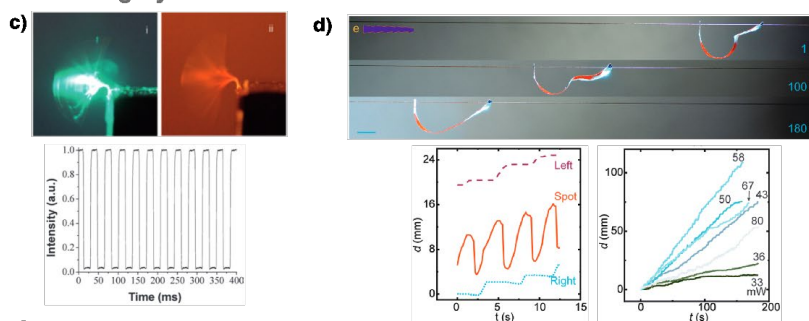 c)
i
ii
d)
e
1
100
180
Intensity (a.u.)
1.0
0.8
0.6
0.4
0.2
0.0
0 50 100 150 200 250 300 350 400
Time (ms)
d (mm)
24
16
8
0
Left
Spot
Right
0 5 10 15
t (s)
d (mm)
100
50
0
58
67
50
43
80
36
33
mW
0 100 200
t (s)